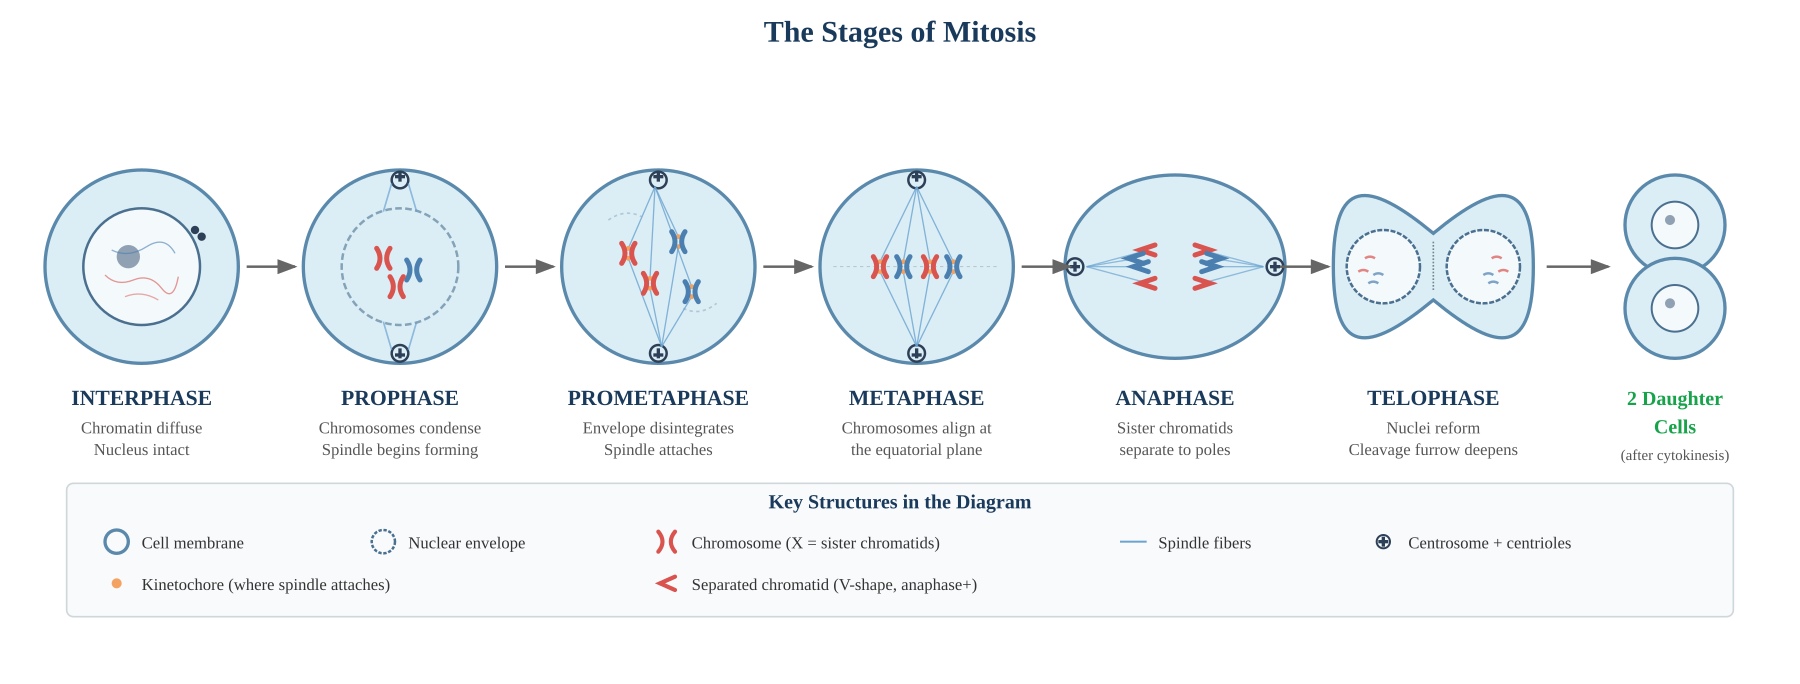 The Stages of Mitosis
INTERPHASE
Chromatin diffuse
Nucleus intact
PROPHASE
Chromosomes condense
Spindle begins forming
PROMETAPHASE
Envelope disintegrates
Spindle attaches
METAPHASE
Chromosomes align at
the equatorial plane
ANAPHASE
Sister chromatids
separate to poles
TELOPHASE
Nuclei reform
Cleavage furrow deepens
2 Daughter
Cells
(after cytokinesis)
Key Structures in the Diagram
Cell membrane
Nuclear envelope
Chromosome (X = sister chromatids)
Spindle fibers
Centrosome + centrioles
Kinetochore (where spindle attaches)
Separated chromatid (V-shape, anaphase+)